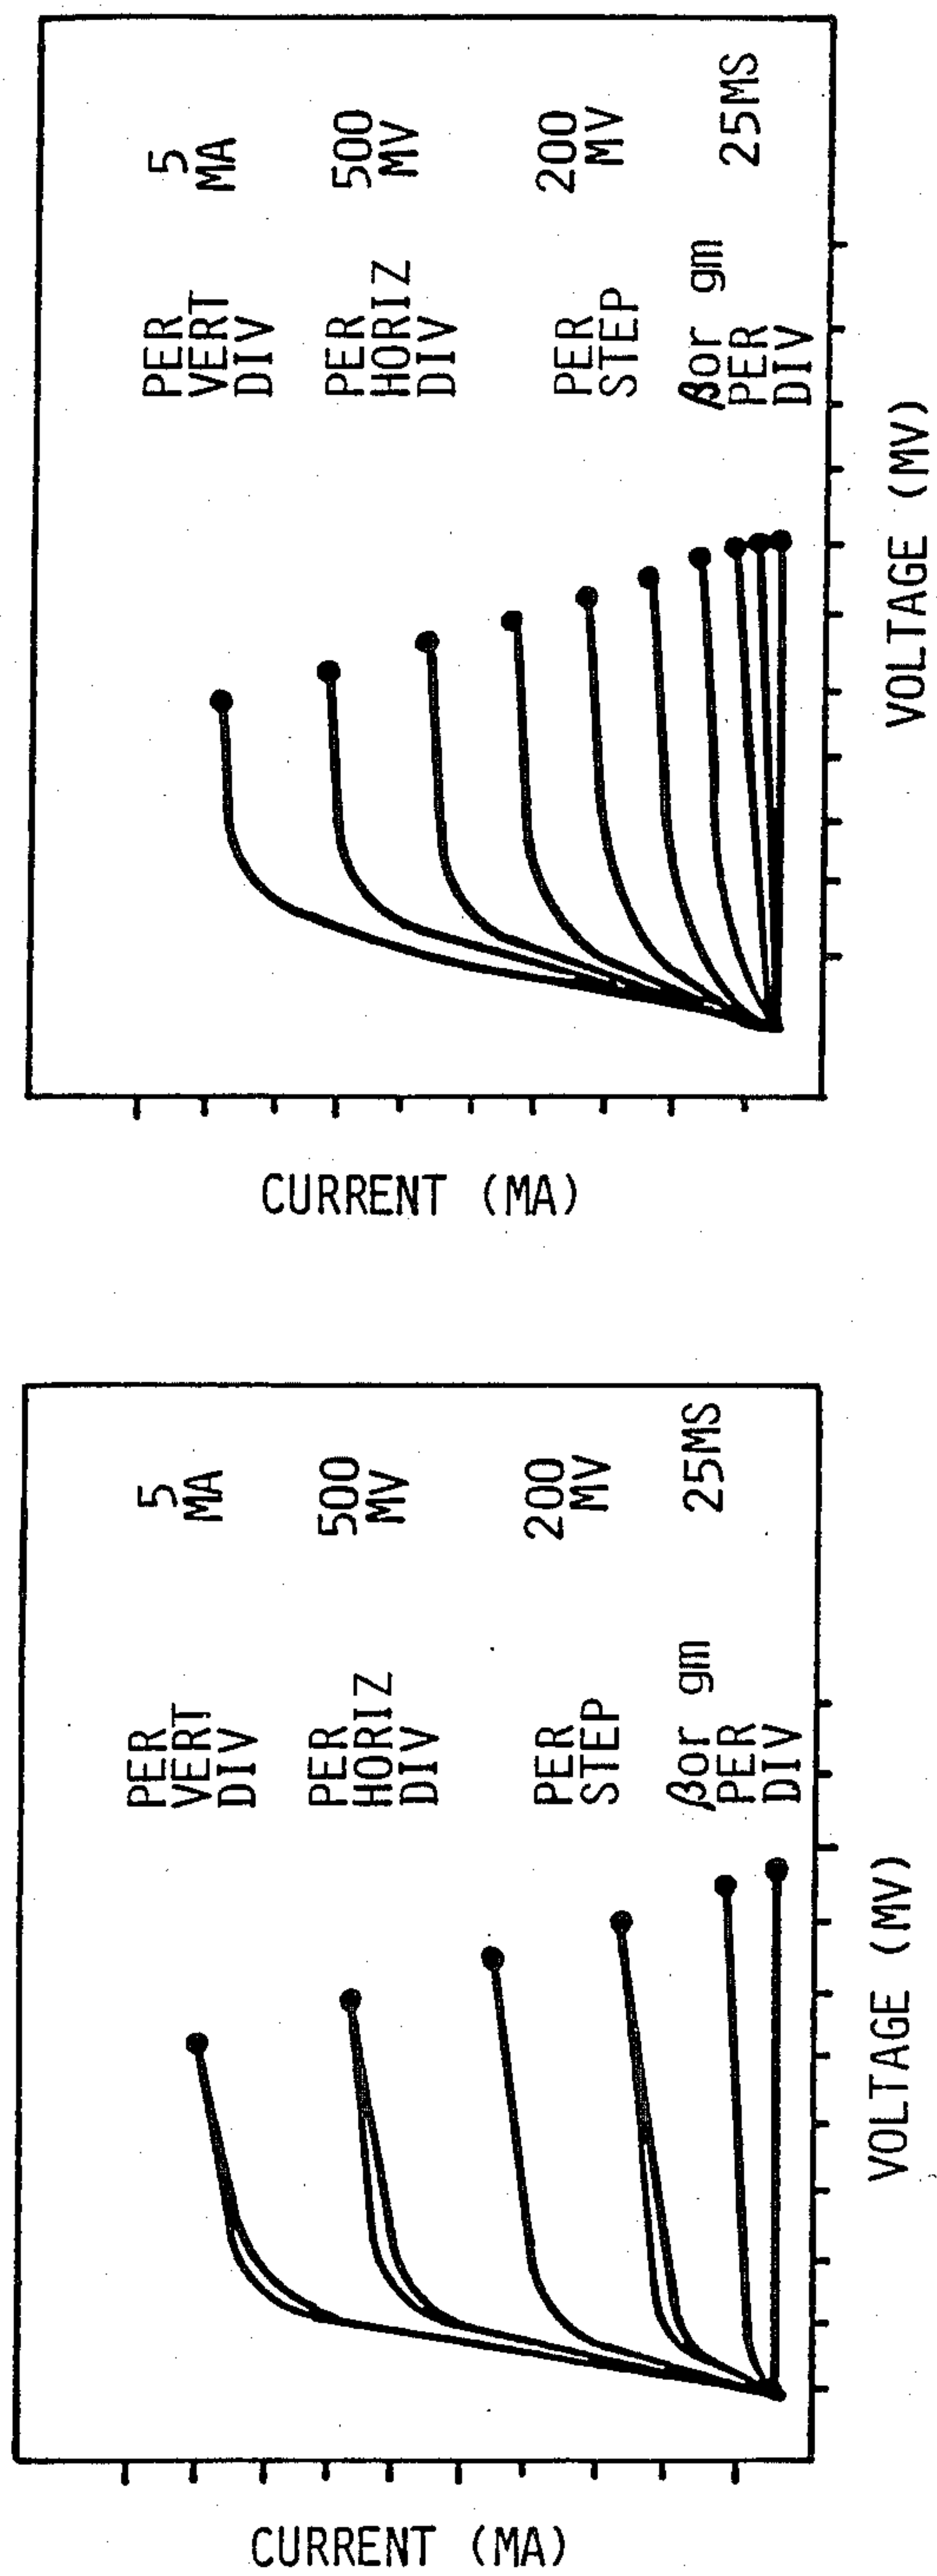 PER
VERT
DIV
5
MA
PER
HORIZ
DIV
500
MV
PER
STEP
200
MV
βor gm
PER
DIV
25MS
CURRENT (MA)
VOLTAGE (MV)
PER
VERT
DIV
5
MA
PER
HORIZ
DIV
500
MV
PER
STEP
200
MV
βor gm
PER
DIV
25MS
CURRENT (MA)
VOLTAGE (MV)